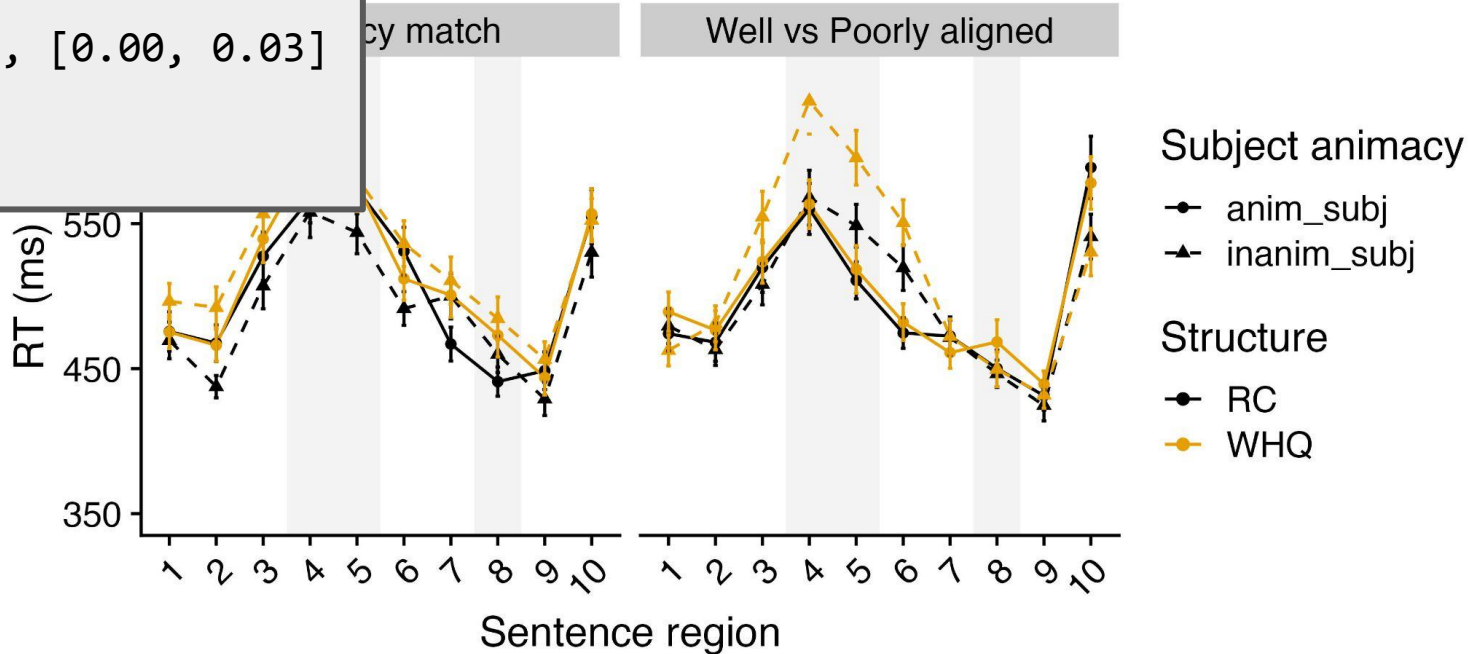 , [0.00, 0.03]
cy match
Well vs Poorly aligned
RT (ms)
550
450
350
1 2 3 4 5 6 7 8 9 10
1 2 3 4 5 6 7 8 9 10
Sentence region
Subject animacy
anim_subj
inanim_subj
Structure
RC
WHQ